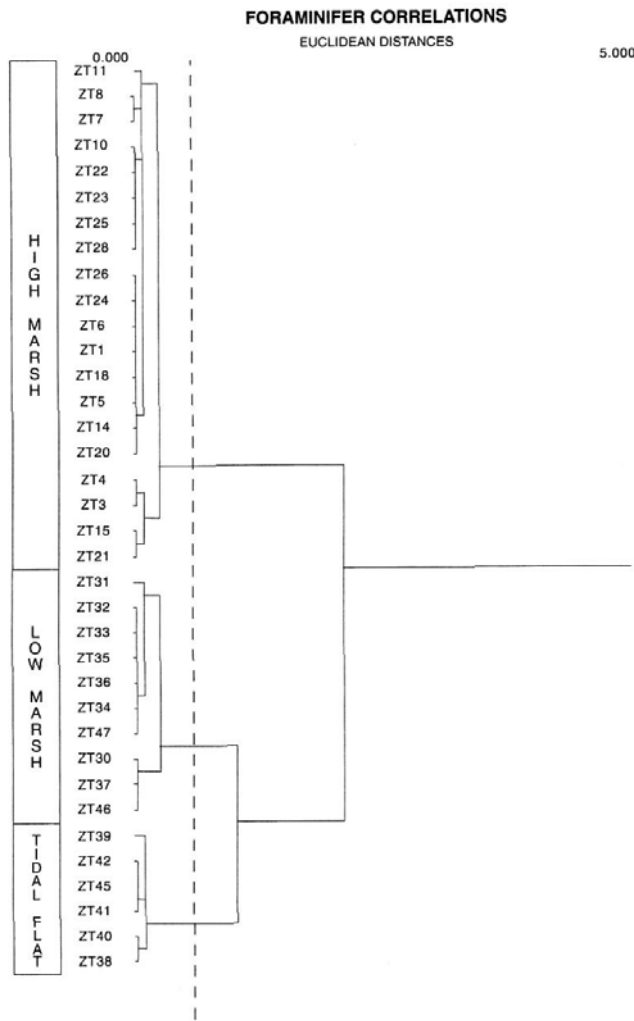 FORAMINIFER CORRELATIONS
EUCLIDEAN DISTANCES
0.000 5.000
HIGH MARSH
ZT11
ZT8
ZT7
ZT10
ZT22
ZT23
ZT25
ZT28
ZT26
ZT24
ZT6
ZT1
ZT18
ZT5
ZT14
ZT20
ZT4
ZT3
ZT15
ZT21
LOW MARSH
ZT31
ZT32
ZT33
ZT35
ZT36
ZT34
ZT47
ZT30
ZT37
ZT46
TIDAL FLAT
ZT39
ZT42
ZT45
ZT41
ZT40
ZT38